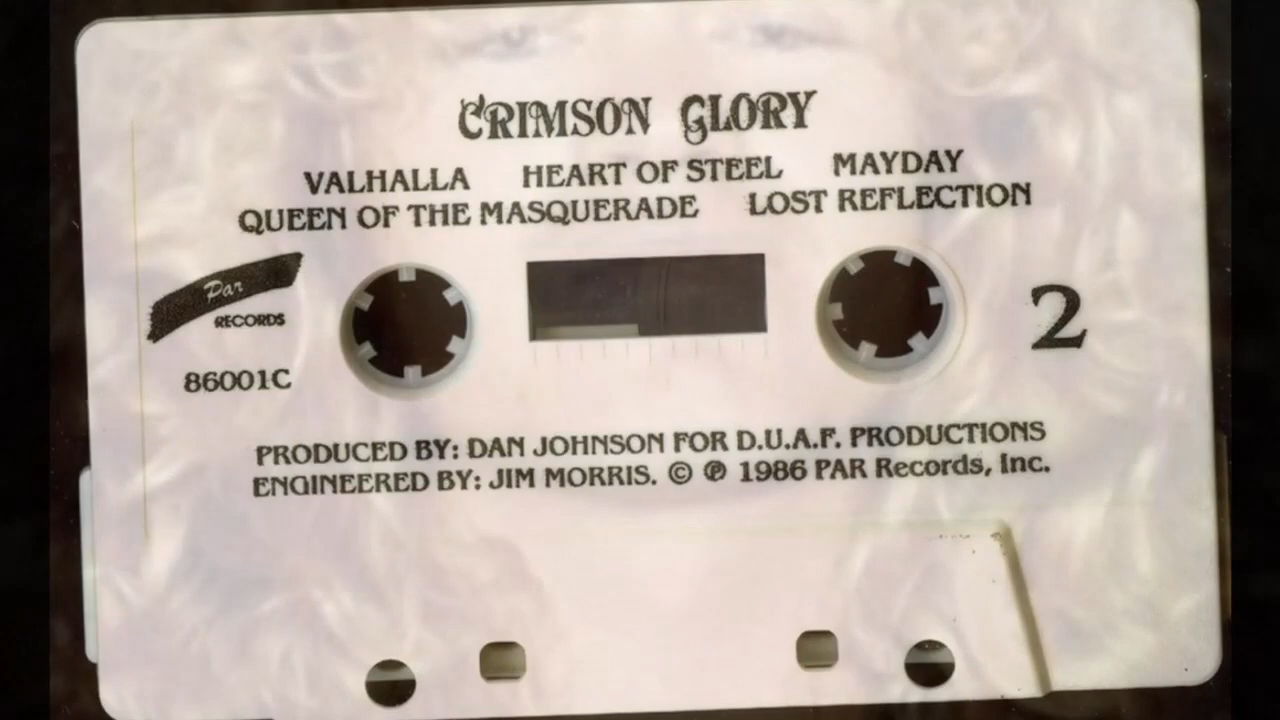 CRIMSON GLORY
VALHALLA HEART OF STEEL MAYDAY
QUEEN OF THE MASQUERADE LOST REFLECTION
Par
RECORDS
86001C
2
PRODUCED BY: DAN JOHNSON FOR D.U.A.F. PRODUCTIONS
ENGINEERED BY: JIM MORRIS. © ℗ 1986 PAR Records, Inc.